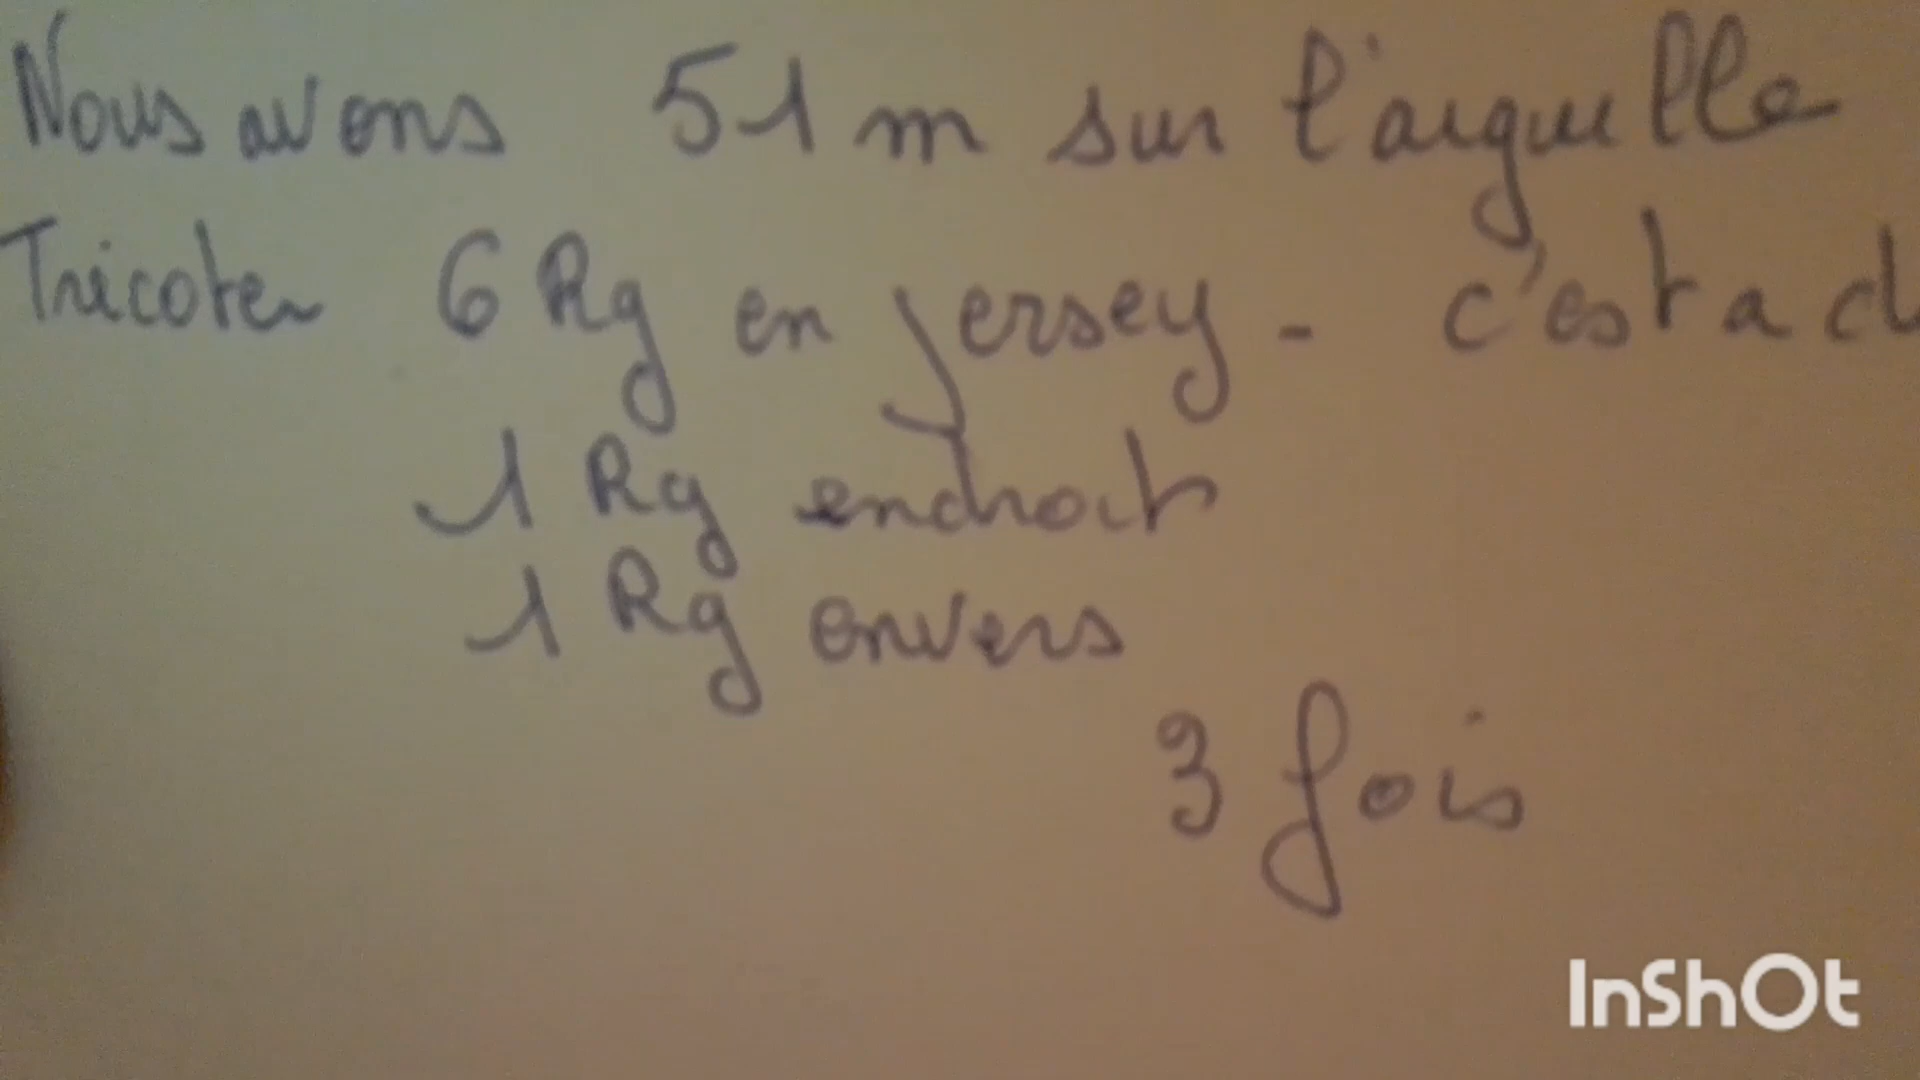 Nous avons 51 m sur l'aiguille
Tricoter 6 Rg en jersey - c'est a d
1 Rg endroit
1 Rg envers
3 fois
InShOt